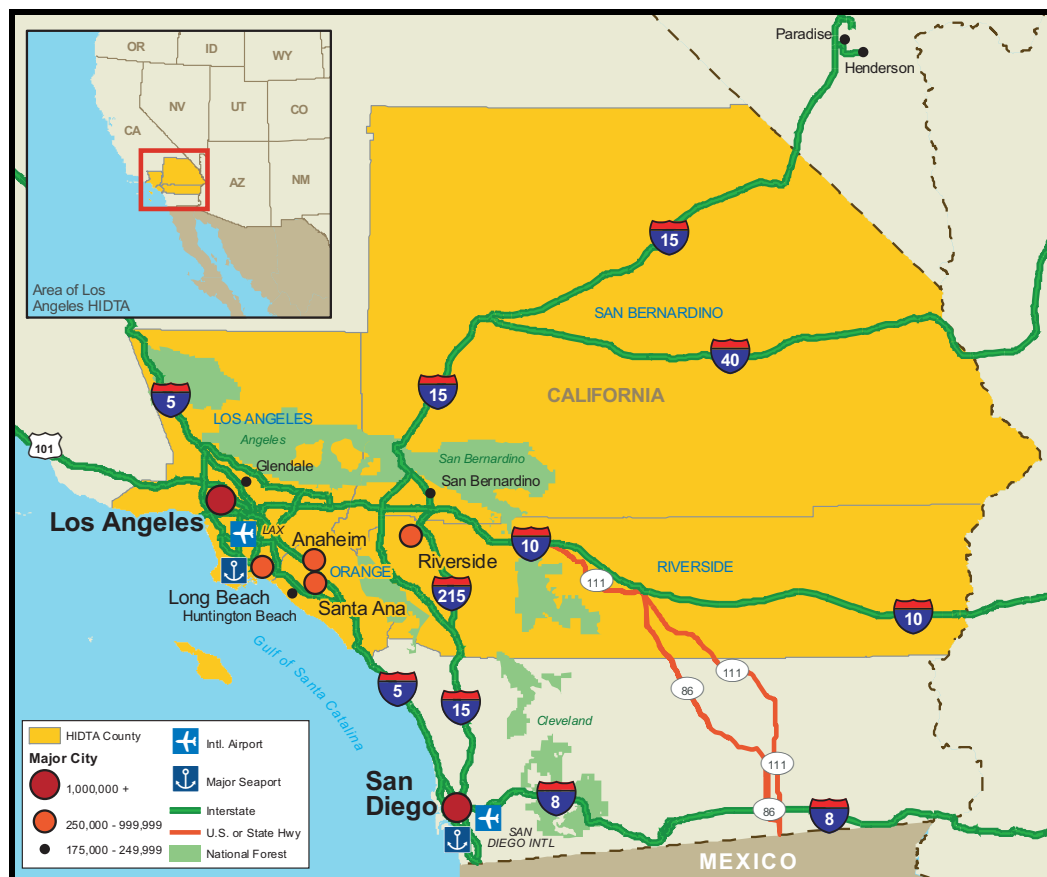 OR
ID
WY
NV
UT
CO
CA
AZ
NM
Area of Los
Angeles HIDTA
Paradise
Henderson
15
SAN BERNARDINO
40
15
CALIFORNIA
5
LOS ANGELES
Angeles
101
Glendale
San Bernardino
San Bernardino
Los Angeles
LAX
Anaheim
Riverside
10
RIVERSIDE
ORANGE
111
Long Beach
Santa Ana
Huntington Beach
215
10
Gulf of Santa Catalina
5
15
86
111
Cleveland
111
San
Diego
8
86
8
SAN
DIEGO INTL
MEXICO
HIDTA County
Major City
1,000,000 +
250,000 - 999,999
175,000 - 249,999
Intl. Airport
Major Seaport
Interstate
U.S. or State Hwy
National Forest